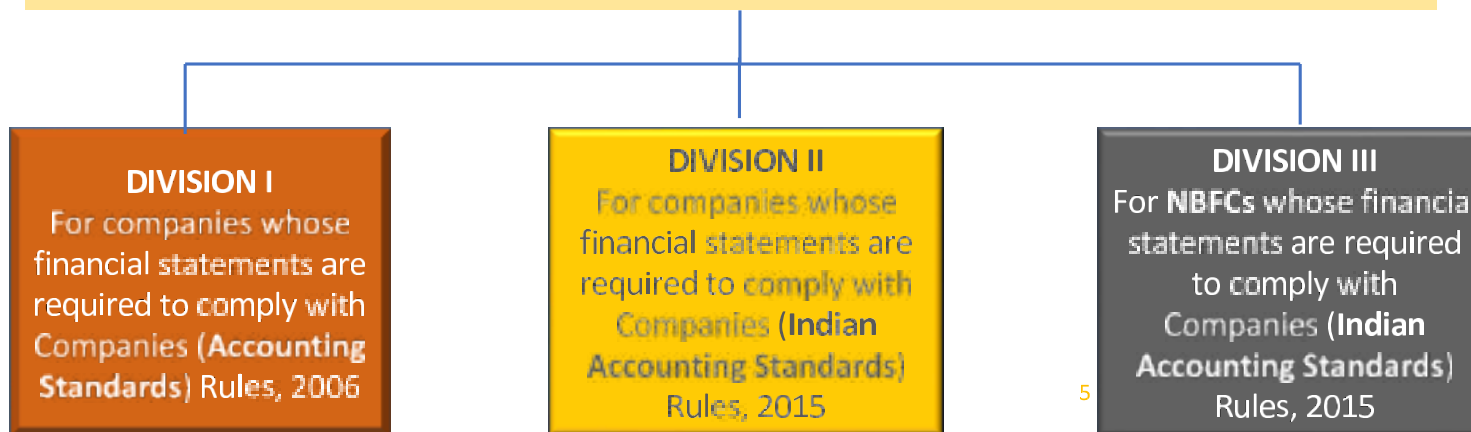 DIVISION I
For companies whose
financial statements are
required to comply with
Companies (Accounting
Standards) Rules, 2006
DIVISION II
For companies whose
financial statements are
required to comply with
Companies (Indian
Accounting Standards)
Rules, 2015
5
DIVISION III
For NBFCs whose financia
statements are required
to comply with
Companies (Indian
Accounting Standards)
Rules, 2015